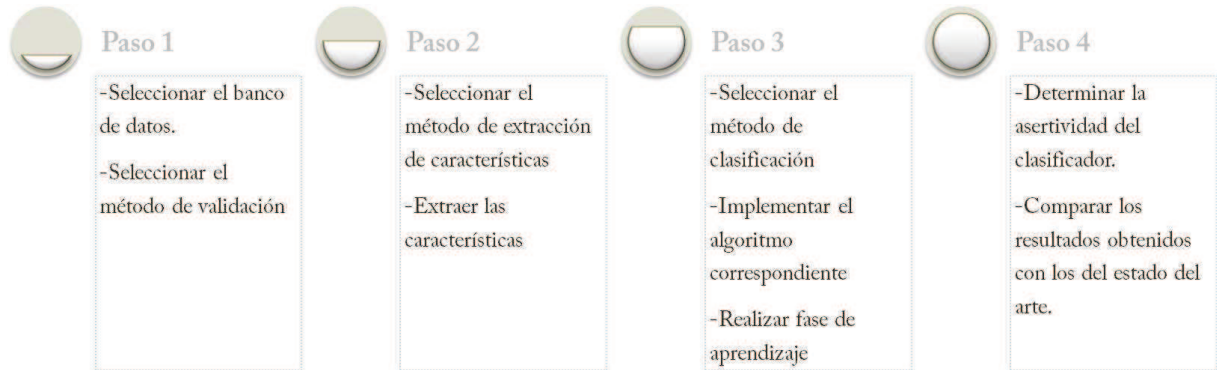 Paso 1
-Seleccionar el banco
de datos.
-Seleccionar el
método de validación
Paso 2
-Seleccionar el
método de extracción
de características
-Extraer las
características
Paso 3
-Seleccionar el
método de
clasificación
-Implementar el
algoritmo
correspondiente
-Realizar fase de
aprendizaje
Paso 4
-Determinar la
asertividad del
clasificador.
-Comparar los
resultados obtenidos
con los del estado del
arte.